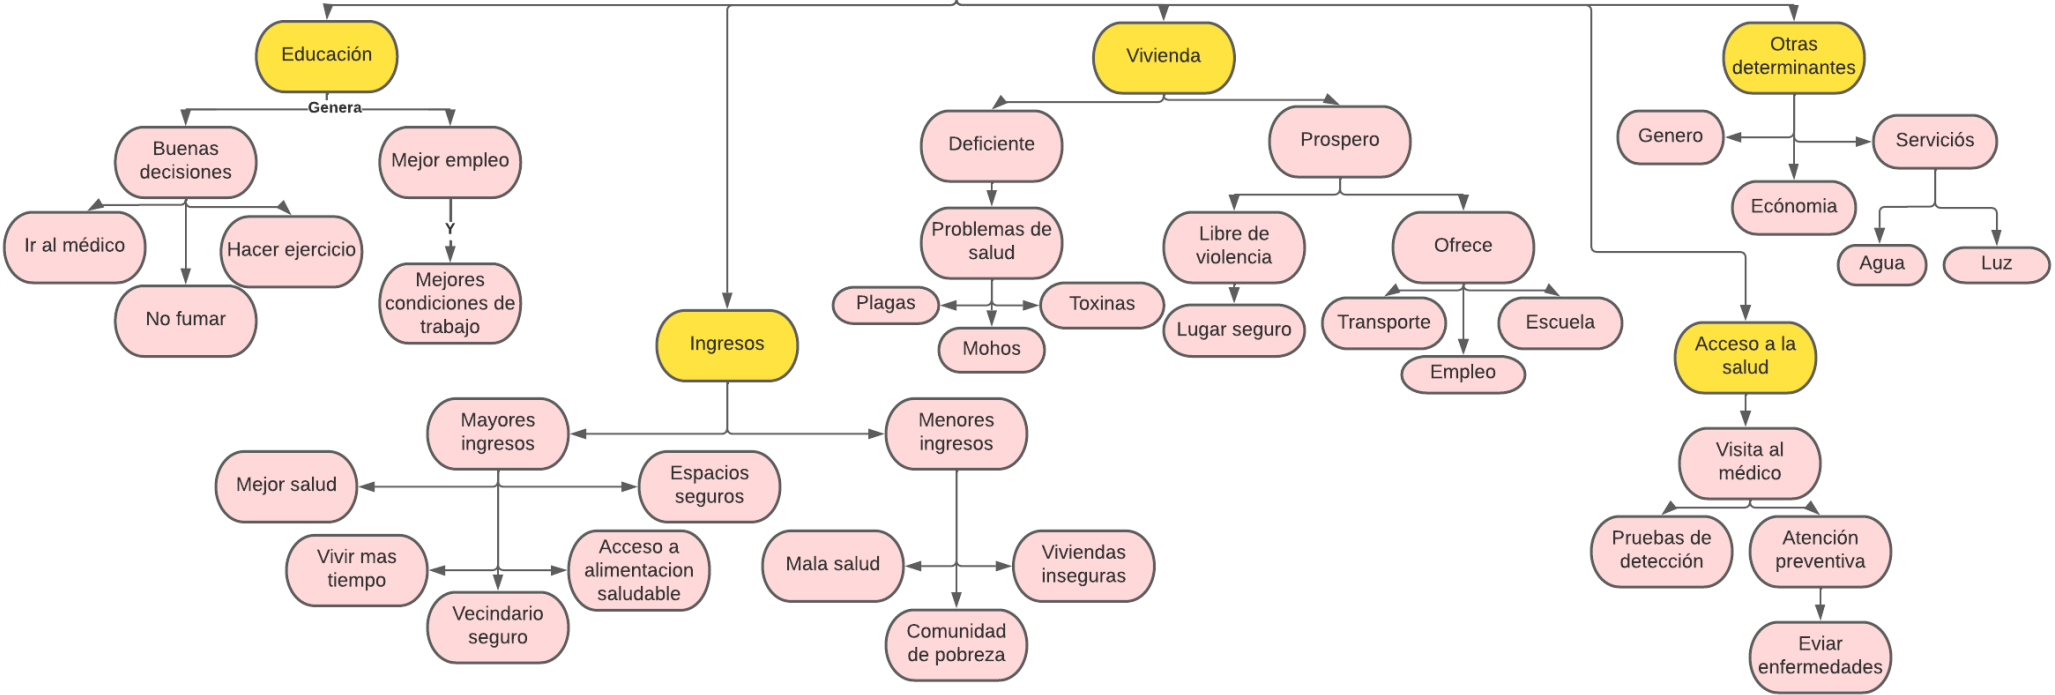 Educación
Genera
Buenas
decisiones
Mejor empleo
Ir al médico
Hacer ejercicio
No fumar
Y
Mejores
condiciones de
trabajo
Ingresos
Mayores
ingresos
Mejor salud
Espacios
seguros
Vivir mas
tiempo
Acceso a
alimentacion
saludable
Vecindario
seguro
Menores
ingresos
Mala salud
Viviendas
inseguras
Comunidad
de pobreza
Vivienda
Deficiente
Problemas de
salud
Plagas
Toxinas
Mohos
Prospero
Libre de
violencia
Lugar seguro
Ofrece
Transporte
Escuela
Empleo
Otras
determinantes
Genero
Serviciós
Ecónomia
Agua
Luz
Acceso a la
salud
Visita al
médico
Pruebas de
detección
Atención
preventiva
Eviar
enfermedades